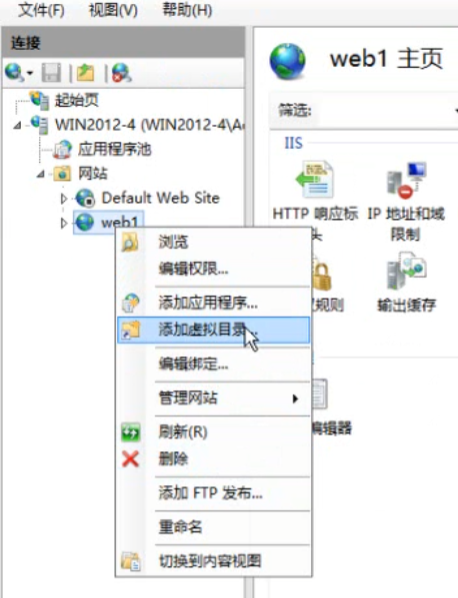 文件(F) 视图(V) 帮助(H)
连接
起始页
WIN2012-4 (WIN2012-4\A
应用程序池
网站
Default Web Site
web1
浏览
编辑权限...
添加应用程序...
添加虚拟目录...
编辑绑定...
管理网站
刷新(R)
删除
添加 FTP 发布...
重命名
切换到内容视图
web1 主页
筛选:
IIS
HTTP 响应标
头
IP 地址和域
限制
规则
输出缓存
编辑器